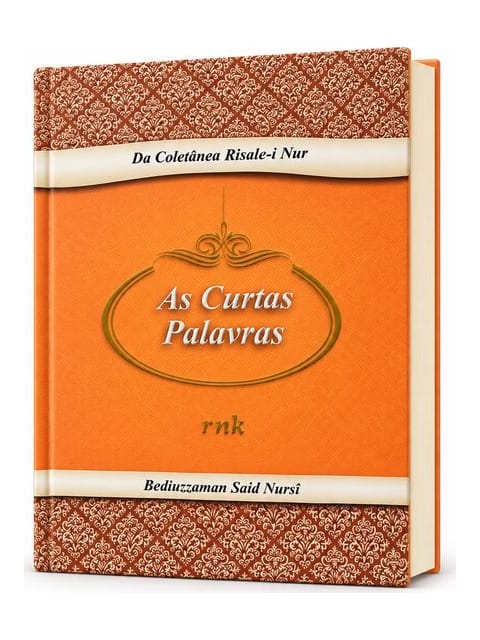 Da Coletânea Risale-i Nur
As Curtas
Palavras
rnk
Bediuzzaman Said Nursî